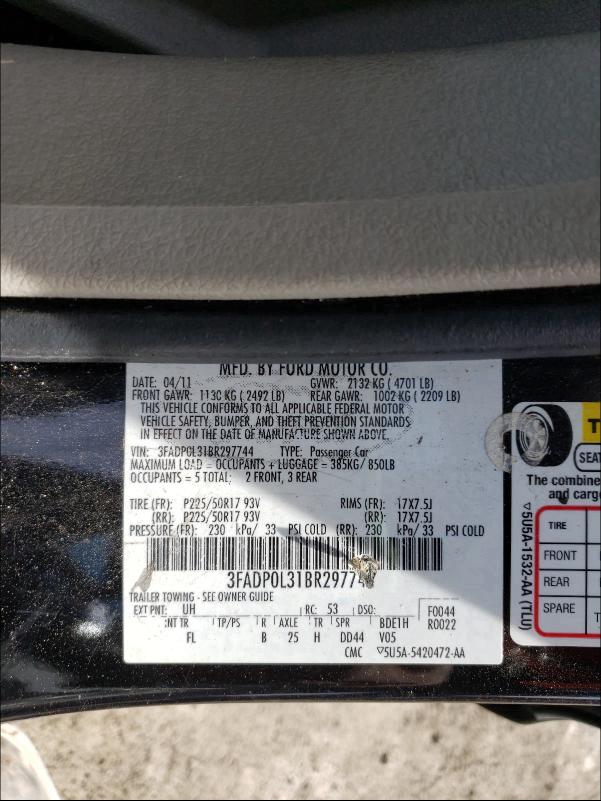 MFD. BY FORD MOTOR CO.
DATE: 04/11 GVWR: 2132 KG ( 4701 LB)
FRONT GAWR: 1130 KG ( 2492 LB) REAR GAWR: 1002 KG ( 2209 LB)
THIS VEHICLE CONFORMS TO ALL APPLICABLE FEDERAL MOTOR
VEHICLE SAFETY, BUMPER, AND THEFT PREVENTION STANDARDS
IN EFFECT ON THE DATE OF MANUFACTURE SHOWN ABOVE.
VIN: 3FADP0L31BR297744 TYPE: Passenger Car
MAXIMUM LOAD = OCCUPANTS + LUGGAGE = 385KG/ 850LB
OCCUPANTS = 5 TOTAL; 2 FRONT, 3 REAR
TIRE (FR): P225/50R17 93V RIMS (FR): 17X7.5J
(RR): P225/50R17 93V (RR): 17X7.5J
PRESSURE (FR): 230 kPa/ 33 PSI COLD (RR): 230 kPa/ 33 PSI COLD
3FADP0L31BR29774
TRAILER TOWING - SEE OWNER GUIDE
EXT PNT: UH RC: 53 DSO: F0044
R0022
INT TR TP/PS R AXLE TR SPR BDE1H
FL B 25 H DD44 V05
CMC ▽5U5A-5420472-AA
▽5U5A-1532-AA (TLU)
T
SEAT
The combine
and cargo
TIRE
FRONT
REAR
SPARE T